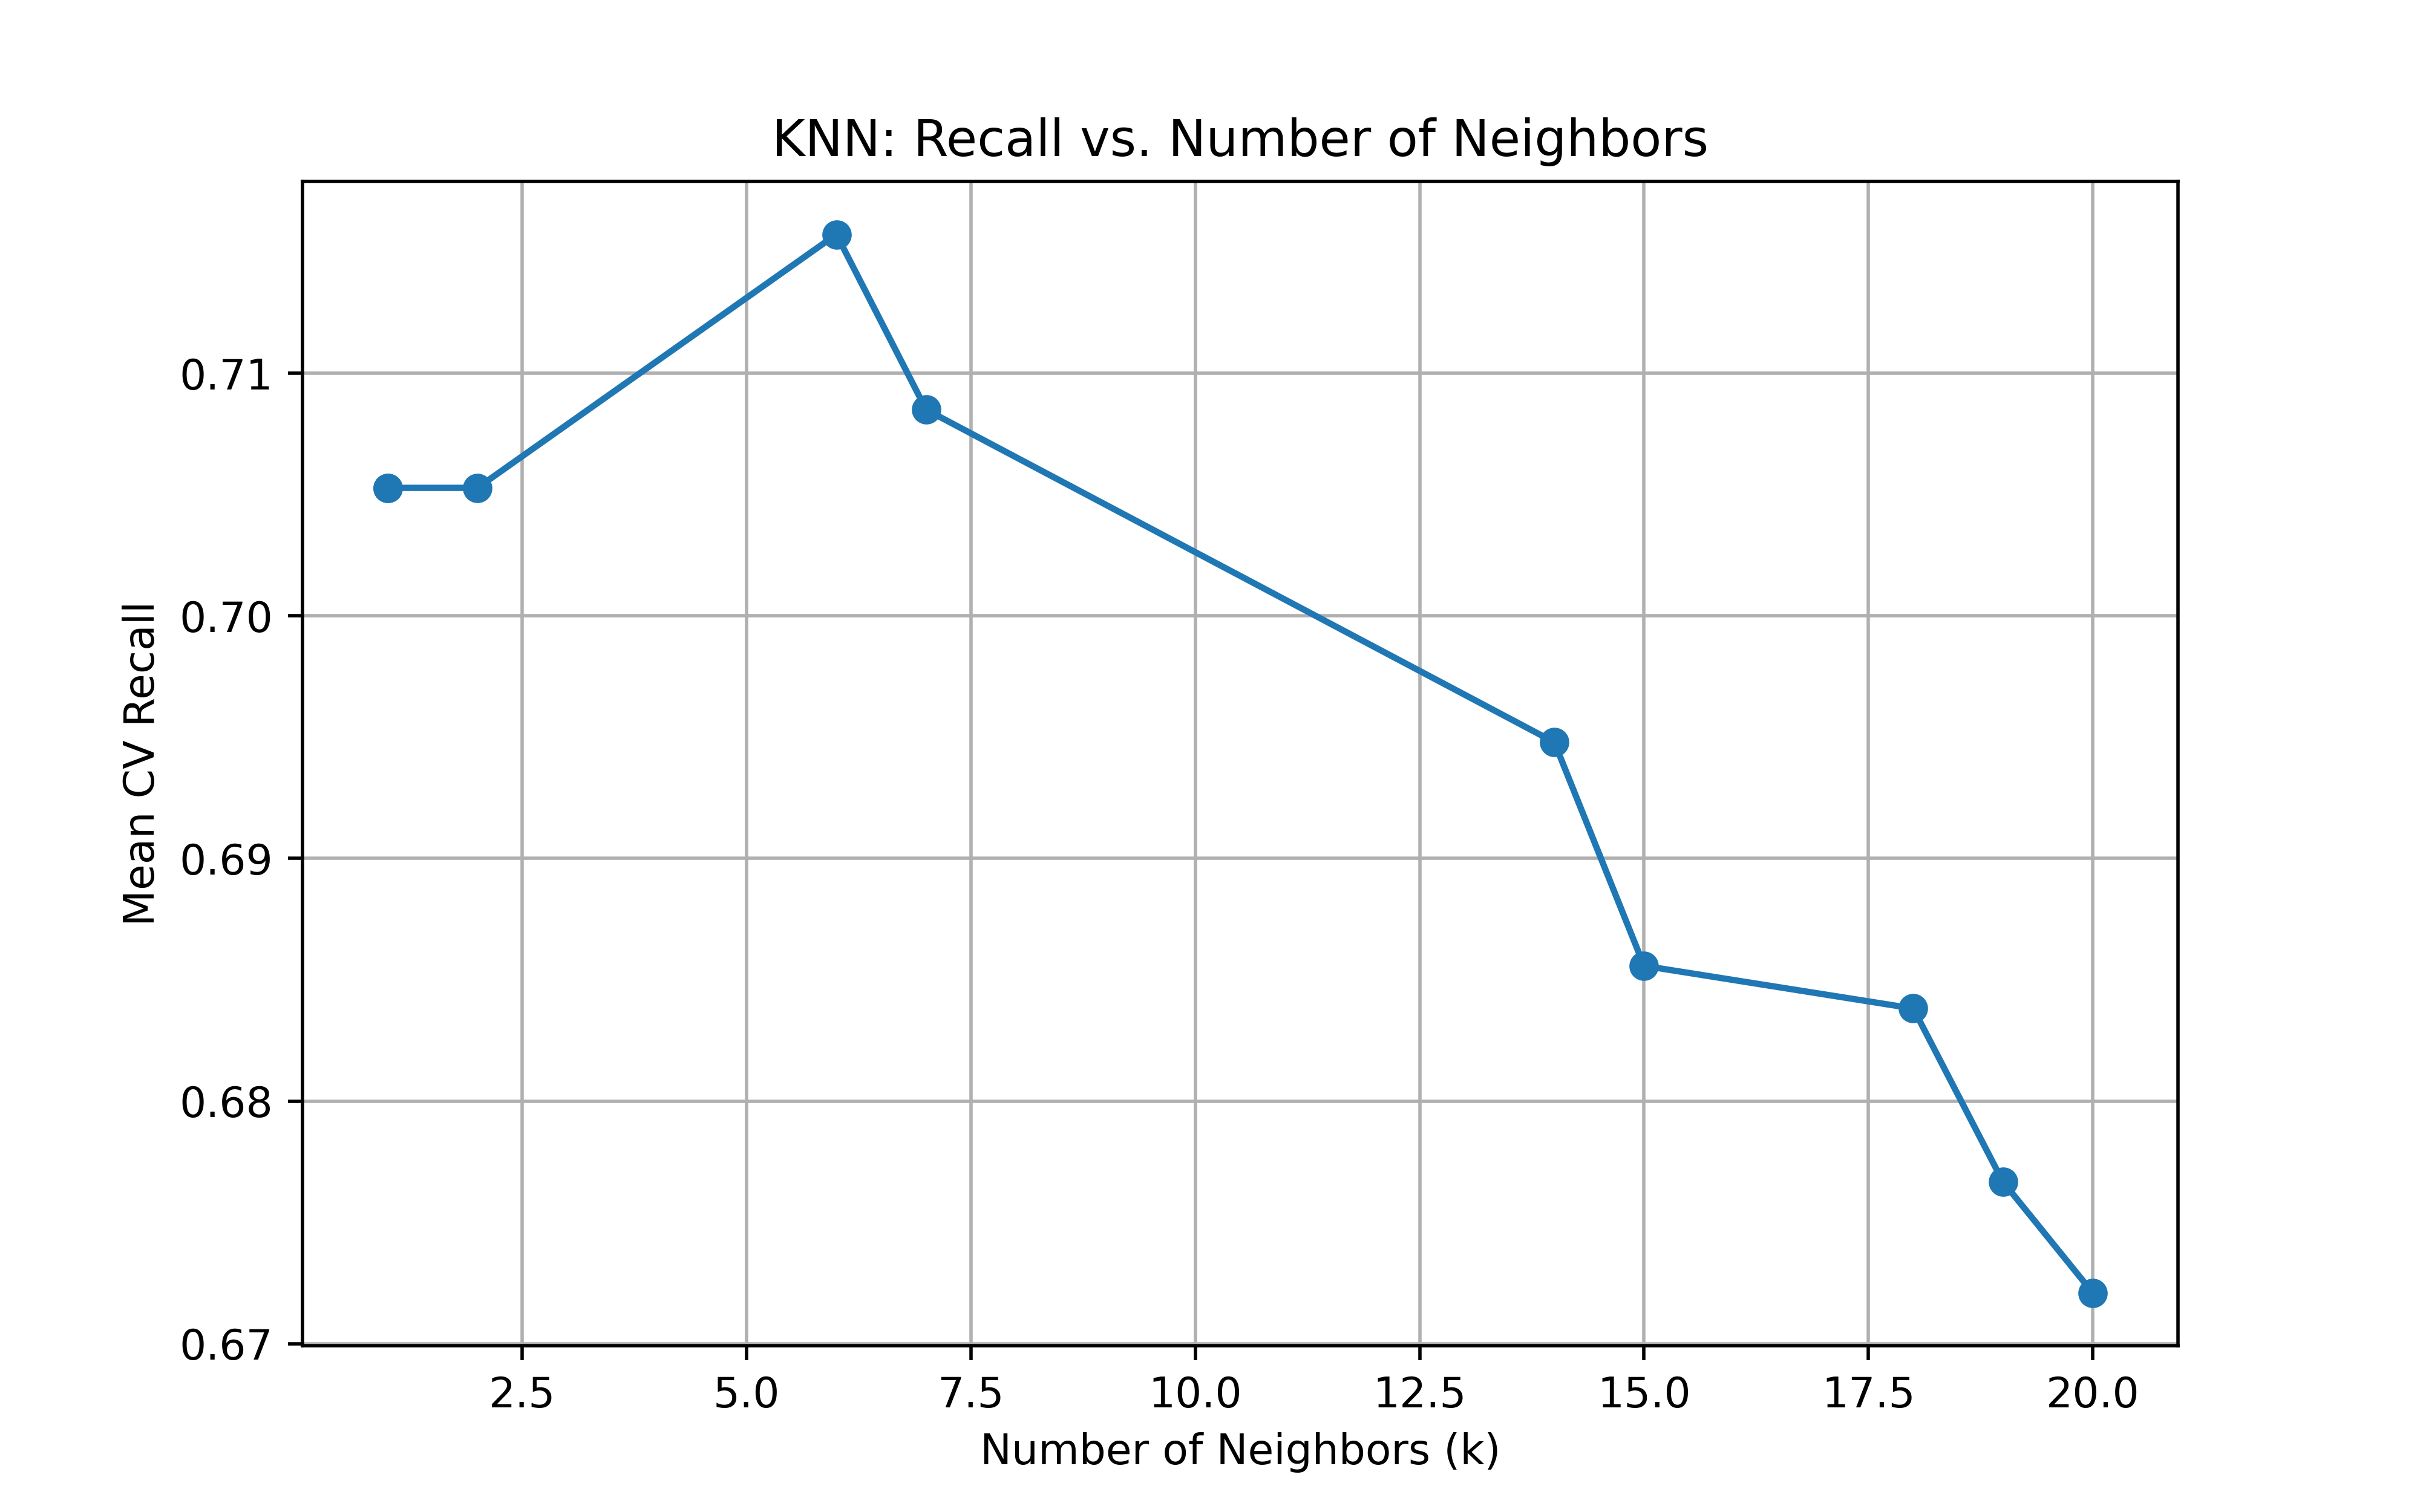 KNN: Recall vs. Number of Neighbors
Mean CV Recall
0.71
0.70
0.69
0.68
0.67
2.5 5.0 7.5 10.0 12.5 15.0 17.5 20.0
Number of Neighbors (k)